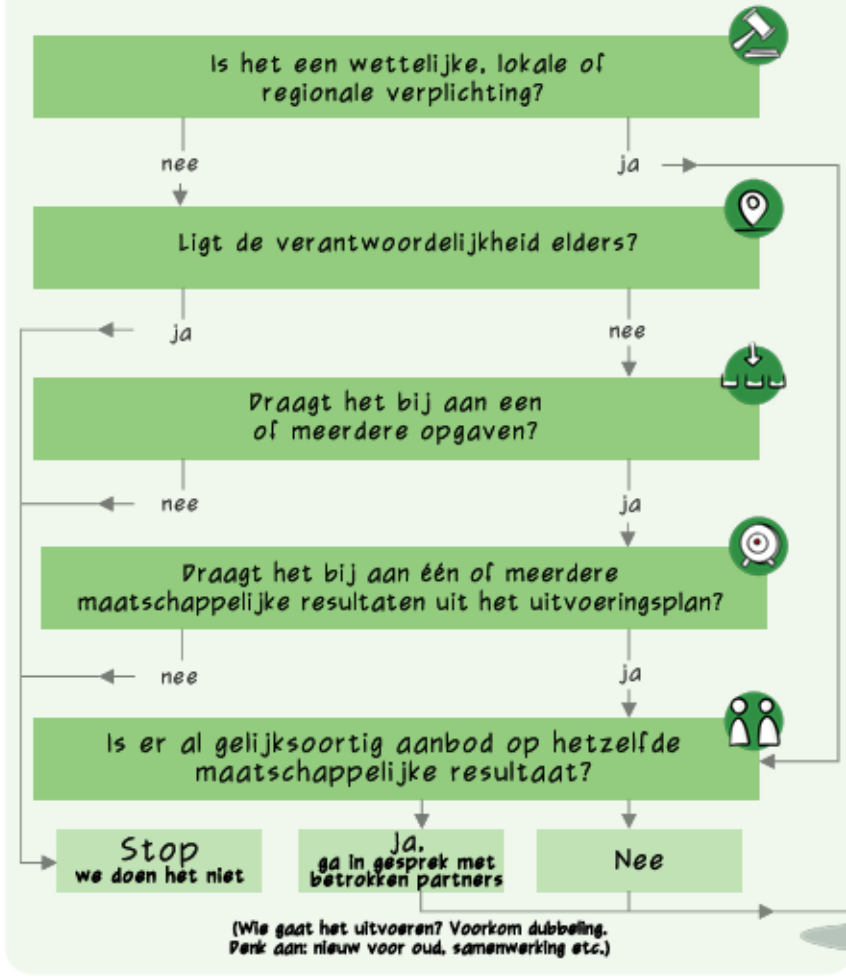 Is het een wettelijke, lokale of
regionale verplichting?
nee
ja
Ligt de verantwoordelijkheid elders?
ja
nee
Draagt het bij aan een
of meerdere opgaven?
nee
ja
Draagt het bij aan één of meerdere
maatschappelijke resultaten uit het uitvoeringsplan?
nee
ja
Is er al gelijksoortig aanbod op hetzelfde
maatschappelijke resultaat?
Stop
we doen het niet
Ja,
ga in gesprek met
betrokken partners
Nee
(Wie gaat het uitvoeren? Voorkom dubbeling.
Denk aan: nieuw voor oud, samenwerking etc.)